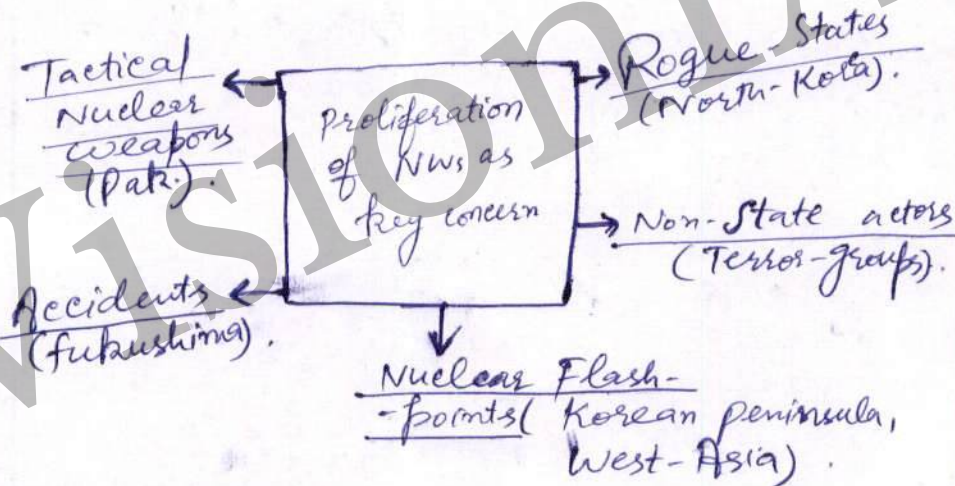 Tactical
Nuclear
weapons
(Pak.).
Proliferation
of NWs as
key concern
Rogue-States
(North-Kora).
Non-State actors
(Terror-groups).
Accidents
(fukushima).
Nuclear Flash-
-points( Korean peninsula,
West-Asia).